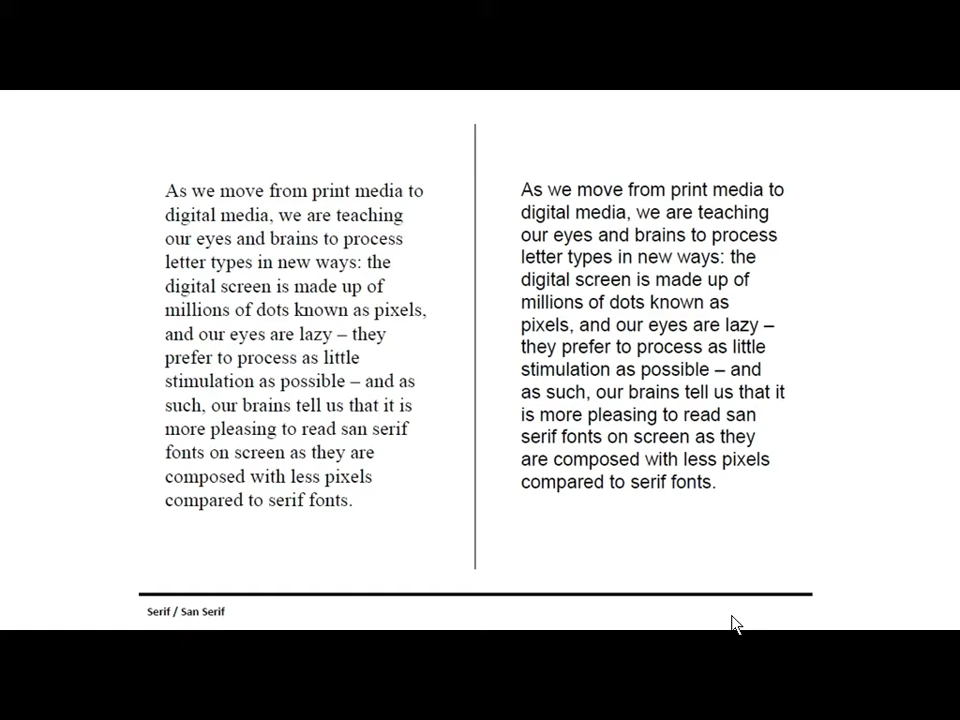 As we move from print media to
digital media, we are teaching
our eyes and brains to process
letter types in new ways: the
digital screen is made up of
millions of dots known as pixels,
and our eyes are lazy – they
prefer to process as little
stimulation as possible – and as
such, our brains tell us that it is
more pleasing to read san serif
fonts on screen as they are
composed with less pixels
compared to serif fonts.
As we move from print media to
digital media, we are teaching
our eyes and brains to process
letter types in new ways: the
digital screen is made up of
millions of dots known as
pixels, and our eyes are lazy –
they prefer to process as little
stimulation as possible – and
as such, our brains tell us that it
is more pleasing to read san
serif fonts on screen as they
are composed with less pixels
compared to serif fonts.
Serif / San Serif